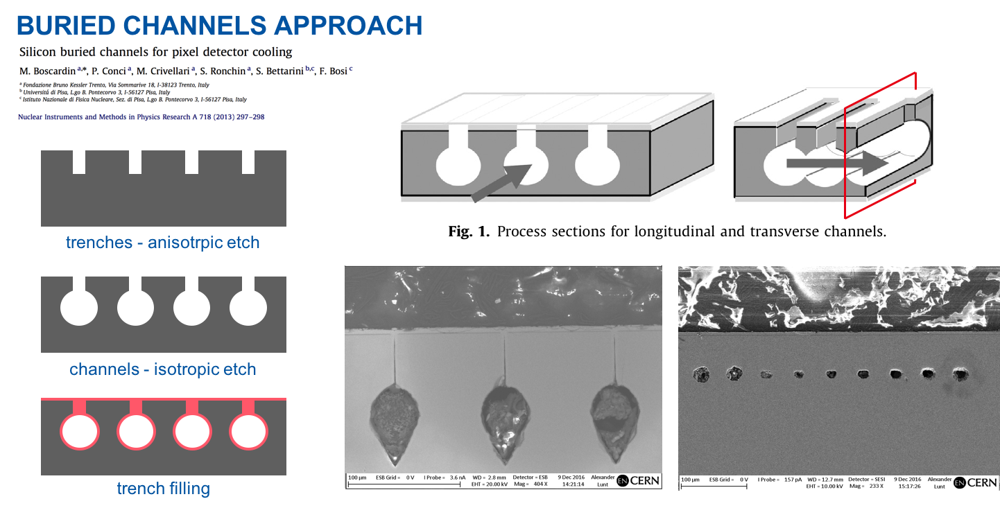 BURIED CHANNELS APPROACH
Silicon buried channels for pixel detector cooling
M. Boscardin a,*, P. Conci a, M. Crivellari a, S. Ronchin a, S. Bettarini b,c, F. Bosi c
a Fondazione Bruno Kessler Trento, Via Sommarive 18, I-38123 Trento, Italy
b Universitá di Pisa, L.go B. Pontecorvo 3, I-56127 Pisa, Italy
c Istituto Nazionale di Fisica Nucleare, Sez. di Pisa, L.go B. Pontecorvo 3, I-56127 Pisa, Italy
Nuclear Instruments and Methods in Physics Research A 718 (2013) 297–298
trenches - anisotrpic etch
channels - isotropic etch
trench filling
Fig. 1. Process sections for longitudinal and transverse channels.
100 µm ESB Grid = 0 V I Probe = 3.6 nA WD = 2.8 mm Detector = ESB 9 Dec 2016 Alexander EN CERN
EHT = 20.00 kV Mag = 404 X 14:21:14 Lunt
100 µm ESB Grid = 0 V I Probe = 157 pA WD = 12.7 mm Detector = SESI 9 Dec 2016 Alexander EN CERN
EHT = 10.00 kV Mag = 233 X 15:17:26 Lunt